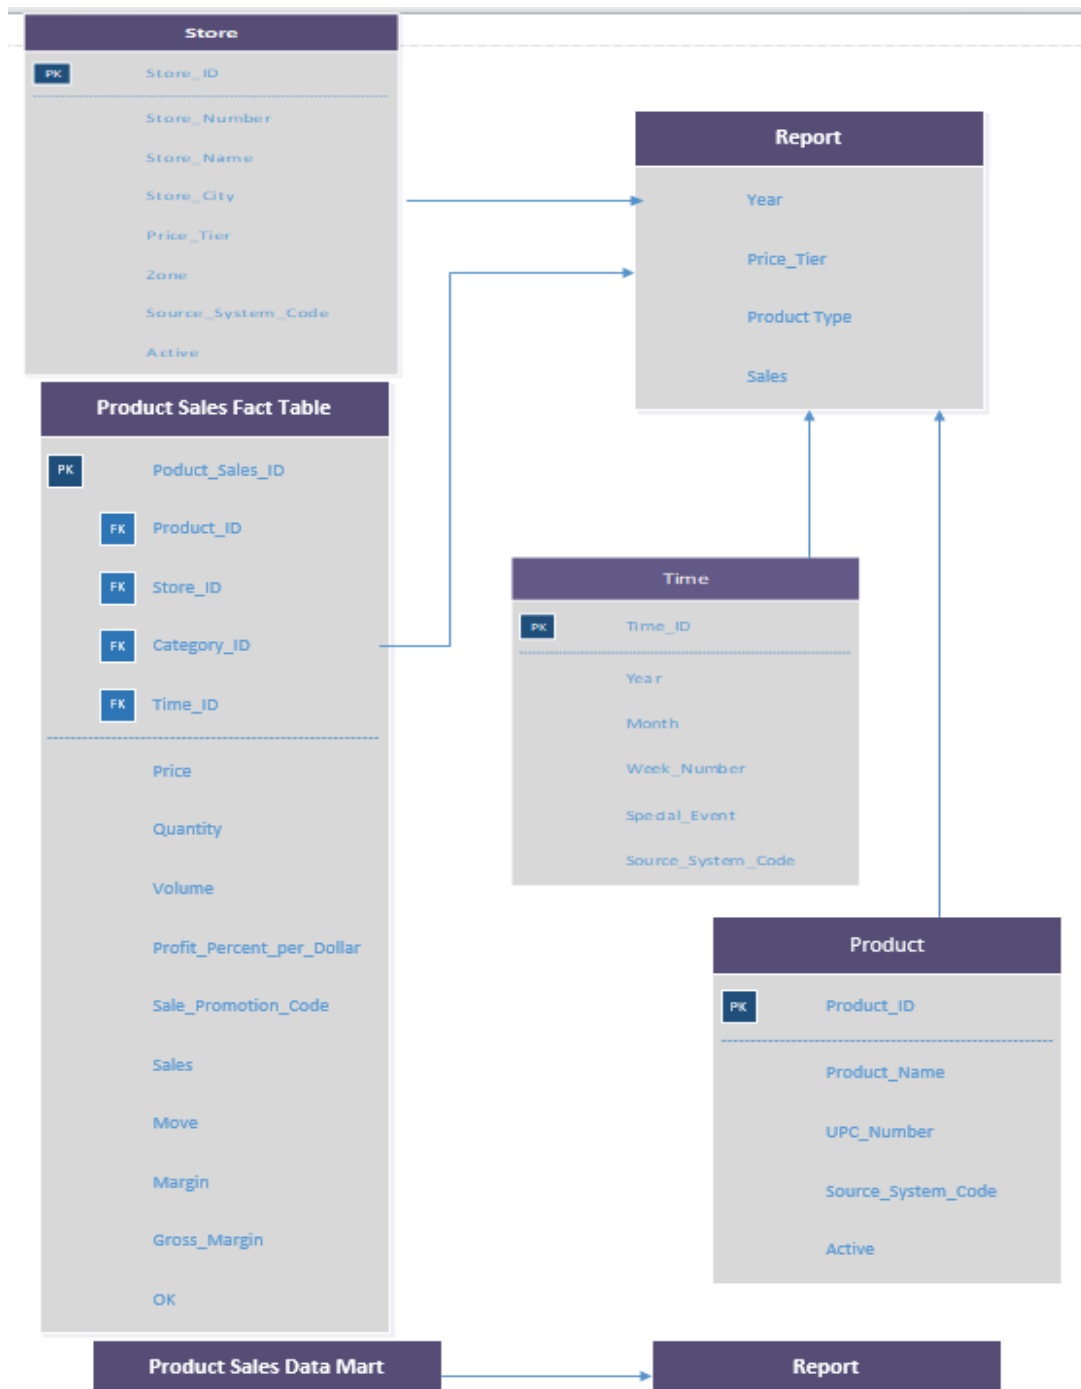 Store
PK Store_ID
Store_Number
Store_Name
Store_City
Price_Tier
Zone
Source_System_Code
Active
Report
Year
Price_Tier
Product Type
Sales
Product Sales Fact Table
PK Poduct_Sales_ID
FK Product_ID
FK Store_ID
FK Category_ID
FK Time_ID
Price
Quantity
Volume
Profit_Percent_per_Dollar
Sale_Promotion_Code
Sales
Move
Margin
Gross_Margin
OK
Time
PK Time_ID
Year
Month
Week_Number
Special_Event
Source_System_Code
Product
PK Product_ID
Product_Name
UPC_Number
Source_System_Code
Active
Product Sales Data Mart
Report